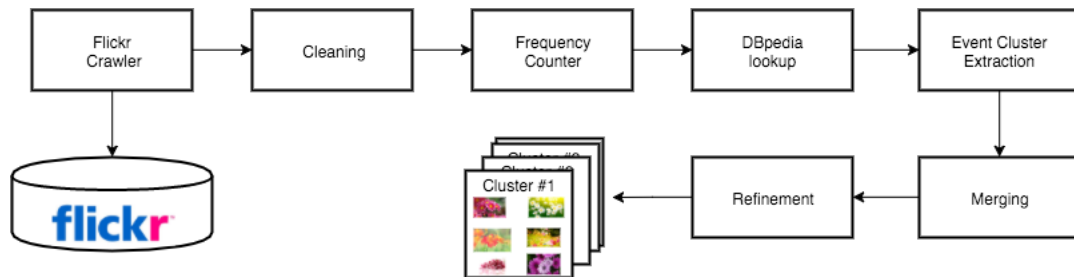 Flickr
Crawler
Cleaning
Frequency
Counter
DBpedia
lookup
Event Cluster
Extraction
flickr
Cluster #1
Refinement
Merging